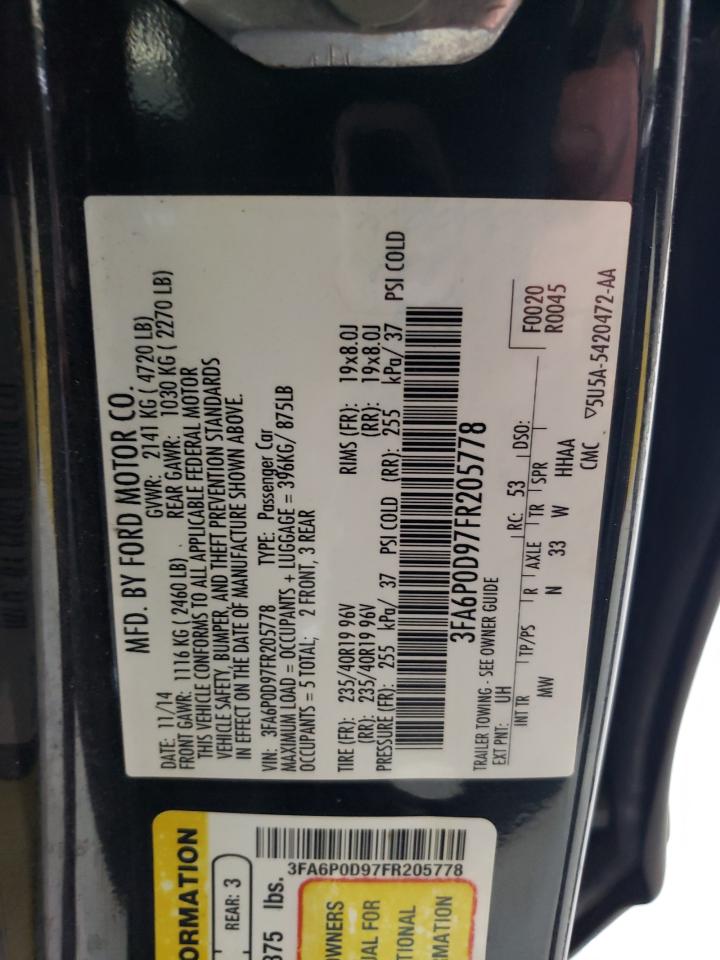 MFD. BY FORD MOTOR CO.
DATE: 11/14 GVWR: 2141 KG ( 4720 LB)
FRONT GAWR: 1116 KG ( 2460 LB) REAR GAWR: 1030 KG ( 2270 LB)
THIS VEHICLE CONFORMS TO ALL APPLICABLE FEDERAL MOTOR
VEHICLE SAFETY, BUMPER, AND THEFT PREVENTION STANDARDS
IN EFFECT ON THE DATE OF MANUFACTURE SHOWN ABOVE.
VIN: 3FA6P0D97FR205778 TYPE: Passenger Car
MAXIMUM LOAD = OCCUPANTS + LUGGAGE = 396KG/ 875LB
OCCUPANTS = 5 TOTAL; 2 FRONT, 3 REAR
TIRE (FR): 235/40R19 96V RIMS (FR): 19x8.0J
(RR): 235/40R19 96V (RR): 19x8.0J
PRESSURE (FR): 255 kPa/ 37 PSI COLD (RR): 255 kPa/ 37 PSI COLD
3FA6P0D97FR205778
TRAILER TOWING - SEE OWNER GUIDE F0020
EXT PNT: UH RC: 53 DSO: R0045
INT TR TP/PS R AXLE TR SPR
MW N 33 W HHAA
CMC ▽5U5A-5420472-AA
ORMATION
REAR: 3
3FA6P0D97FR205778
375 lbs.
OWNERS
UAL FOR
TIONAL
MATION